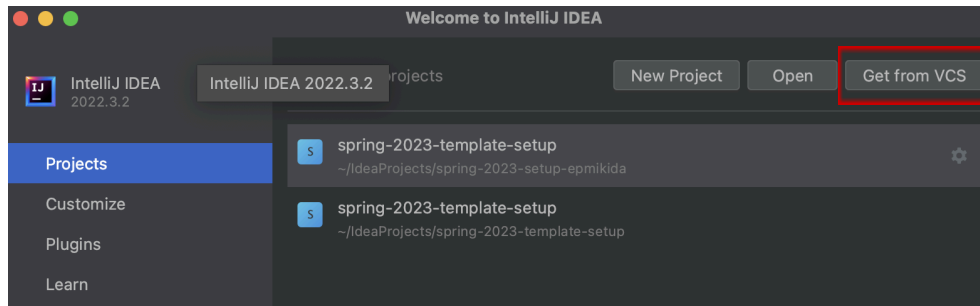 Welcome to IntelliJ IDEA
IJ
IntelliJ IDEA
2022.3.2
IntelliJ IDEA 2022.3.2
projects
New Project
Open
Get from VCS
Projects
Customize
Plugins
Learn
S
spring-2023-template-setup
~/IdeaProjects/spring-2023-setup-epmikida
S
spring-2023-template-setup
~/IdeaProjects/spring-2023-template-setup